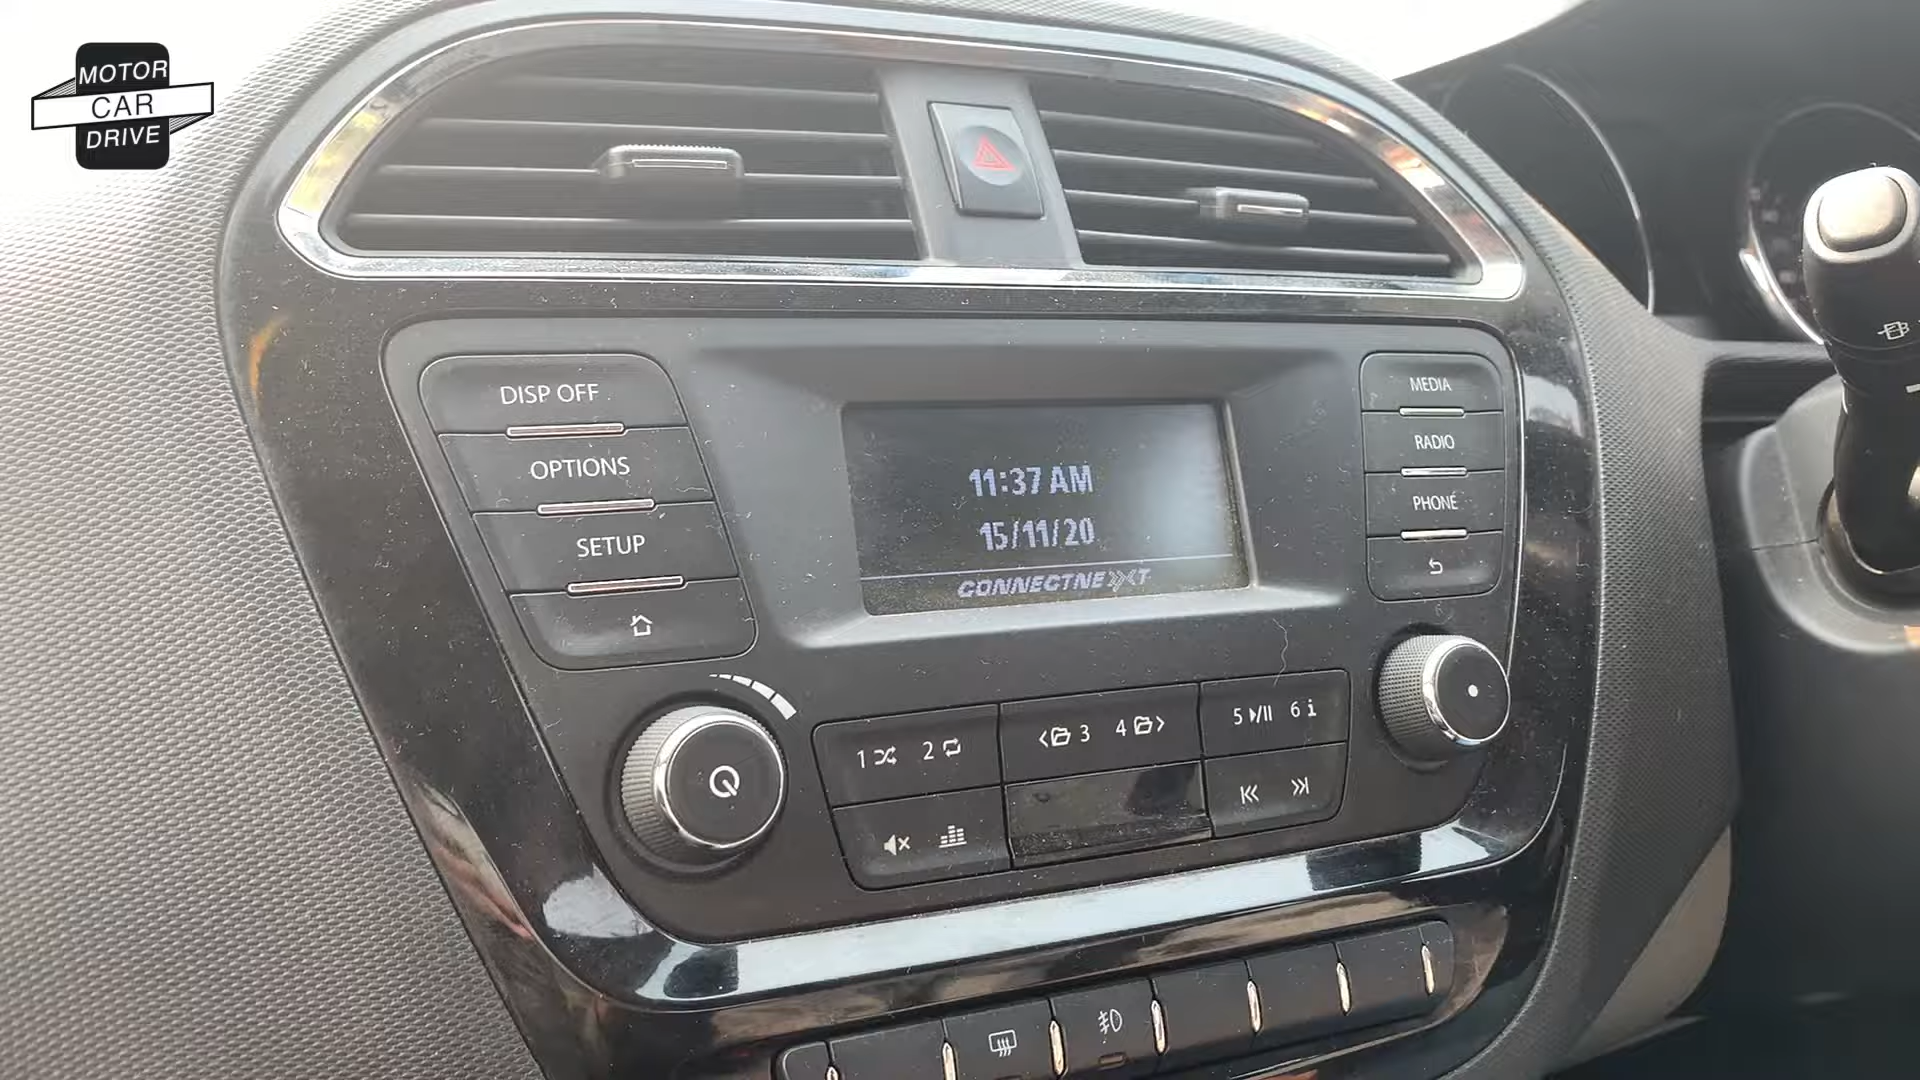 MOTOR
CAR
DRIVE
DISP OFF
OPTIONS
SETUP
11:37 AM
15/11/20
CONNECTNEXT
MEDIA
RADIO
PHONE
1 2
3 4
5 6 i